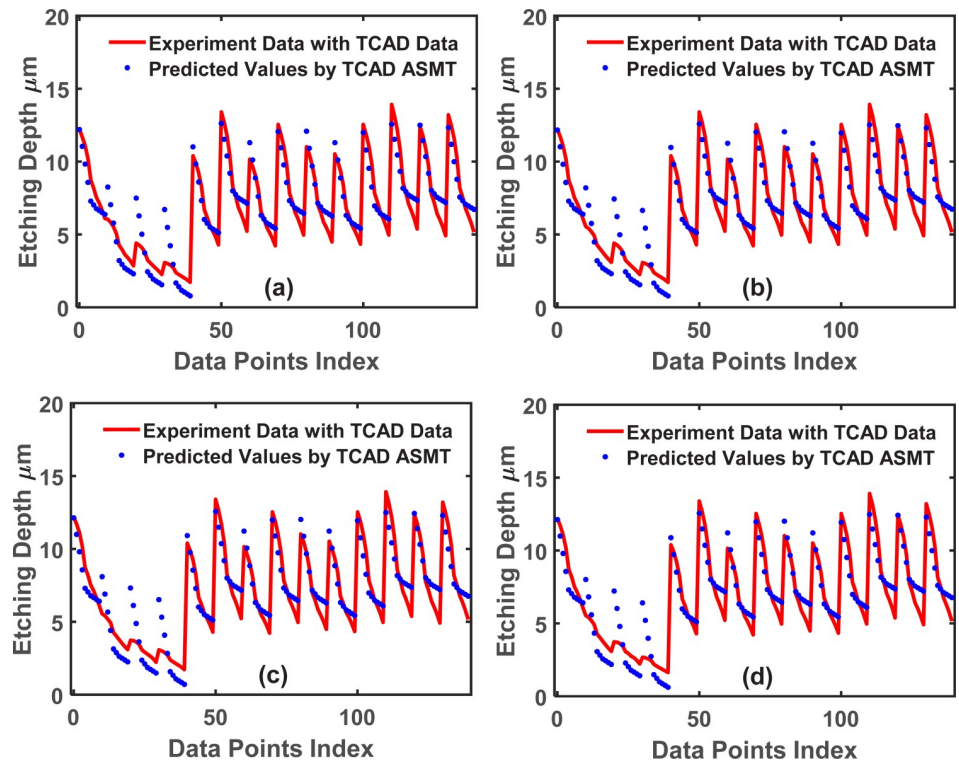 20
15
10
5
0
Etching Depth μm
Experiment Data with TCAD Data
Predicted Values by TCAD ASMT
(a)
0 50 100
Data Points Index
20
15
10
5
0
Etching Depth μm
Experiment Data with TCAD Data
Predicted Values by TCAD ASMT
(b)
0 50 100
Data Points Index
20
15
10
5
0
Etching Depth μm
Experiment Data with TCAD Data
Predicted Values by TCAD ASMT
(c)
0 50 100
Data Points Index
20
15
10
5
0
Etching Depth μm
Experiment Data with TCAD Data
Predicted Values by TCAD ASMT
(d)
0 50 100
Data Points Index